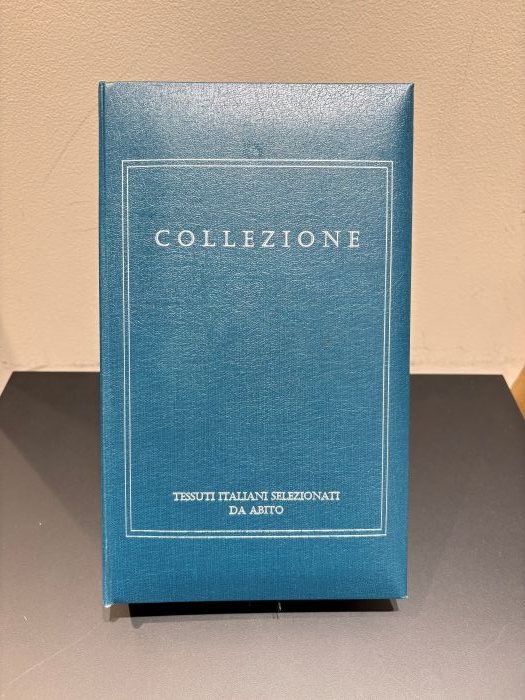 COLLEZIONE
TESSUTI ITALIANI SELEZIONATI
DA ABITO